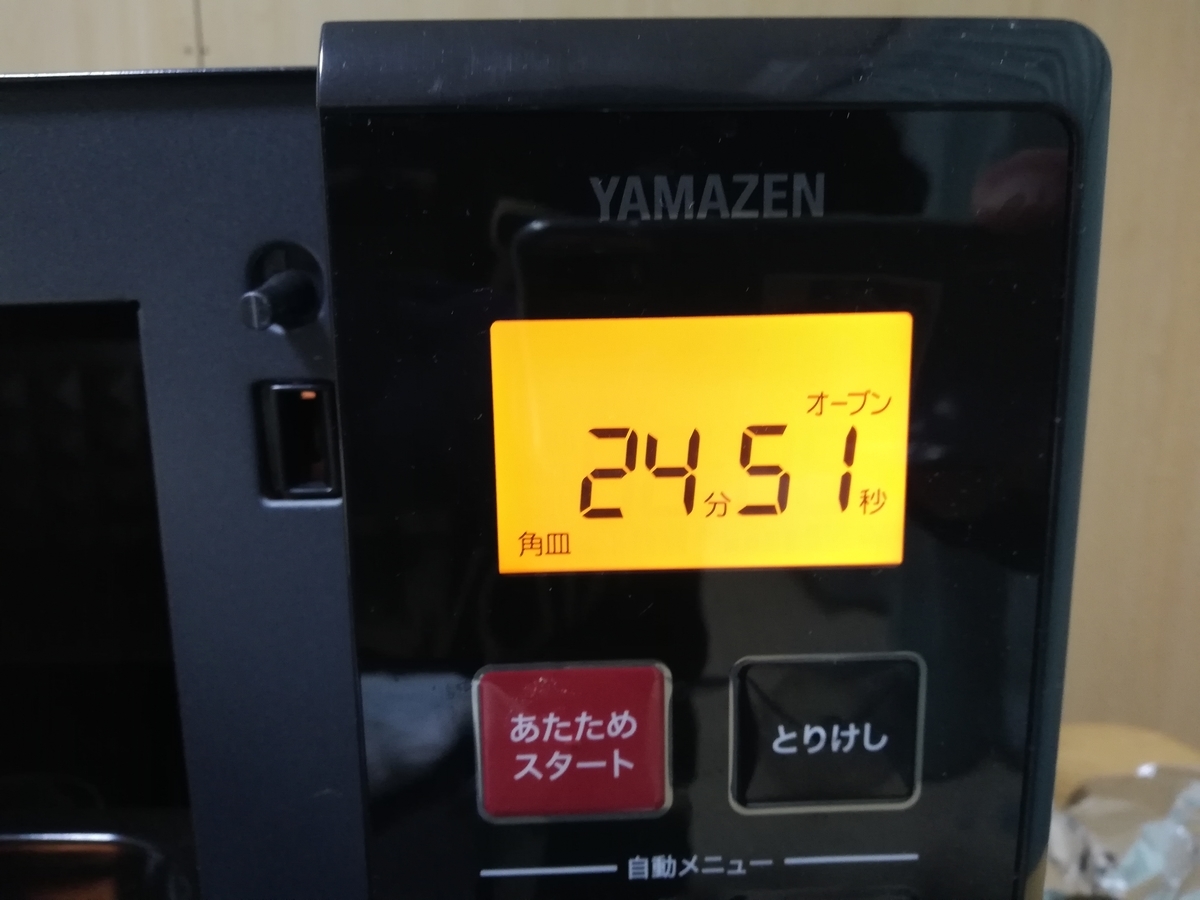 YAMAZEN
オーブン
24分51秒
角皿
あたため
スタート
とりけし
自動メニュー